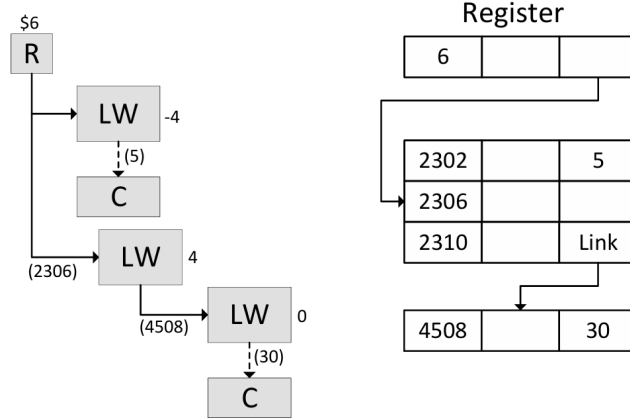 $6
R
LW
-4
(5)
C
LW
4
(2306)
(4508)
LW
0
(30)
C
Register
6
2302
5
2306
2310
Link
4508
30